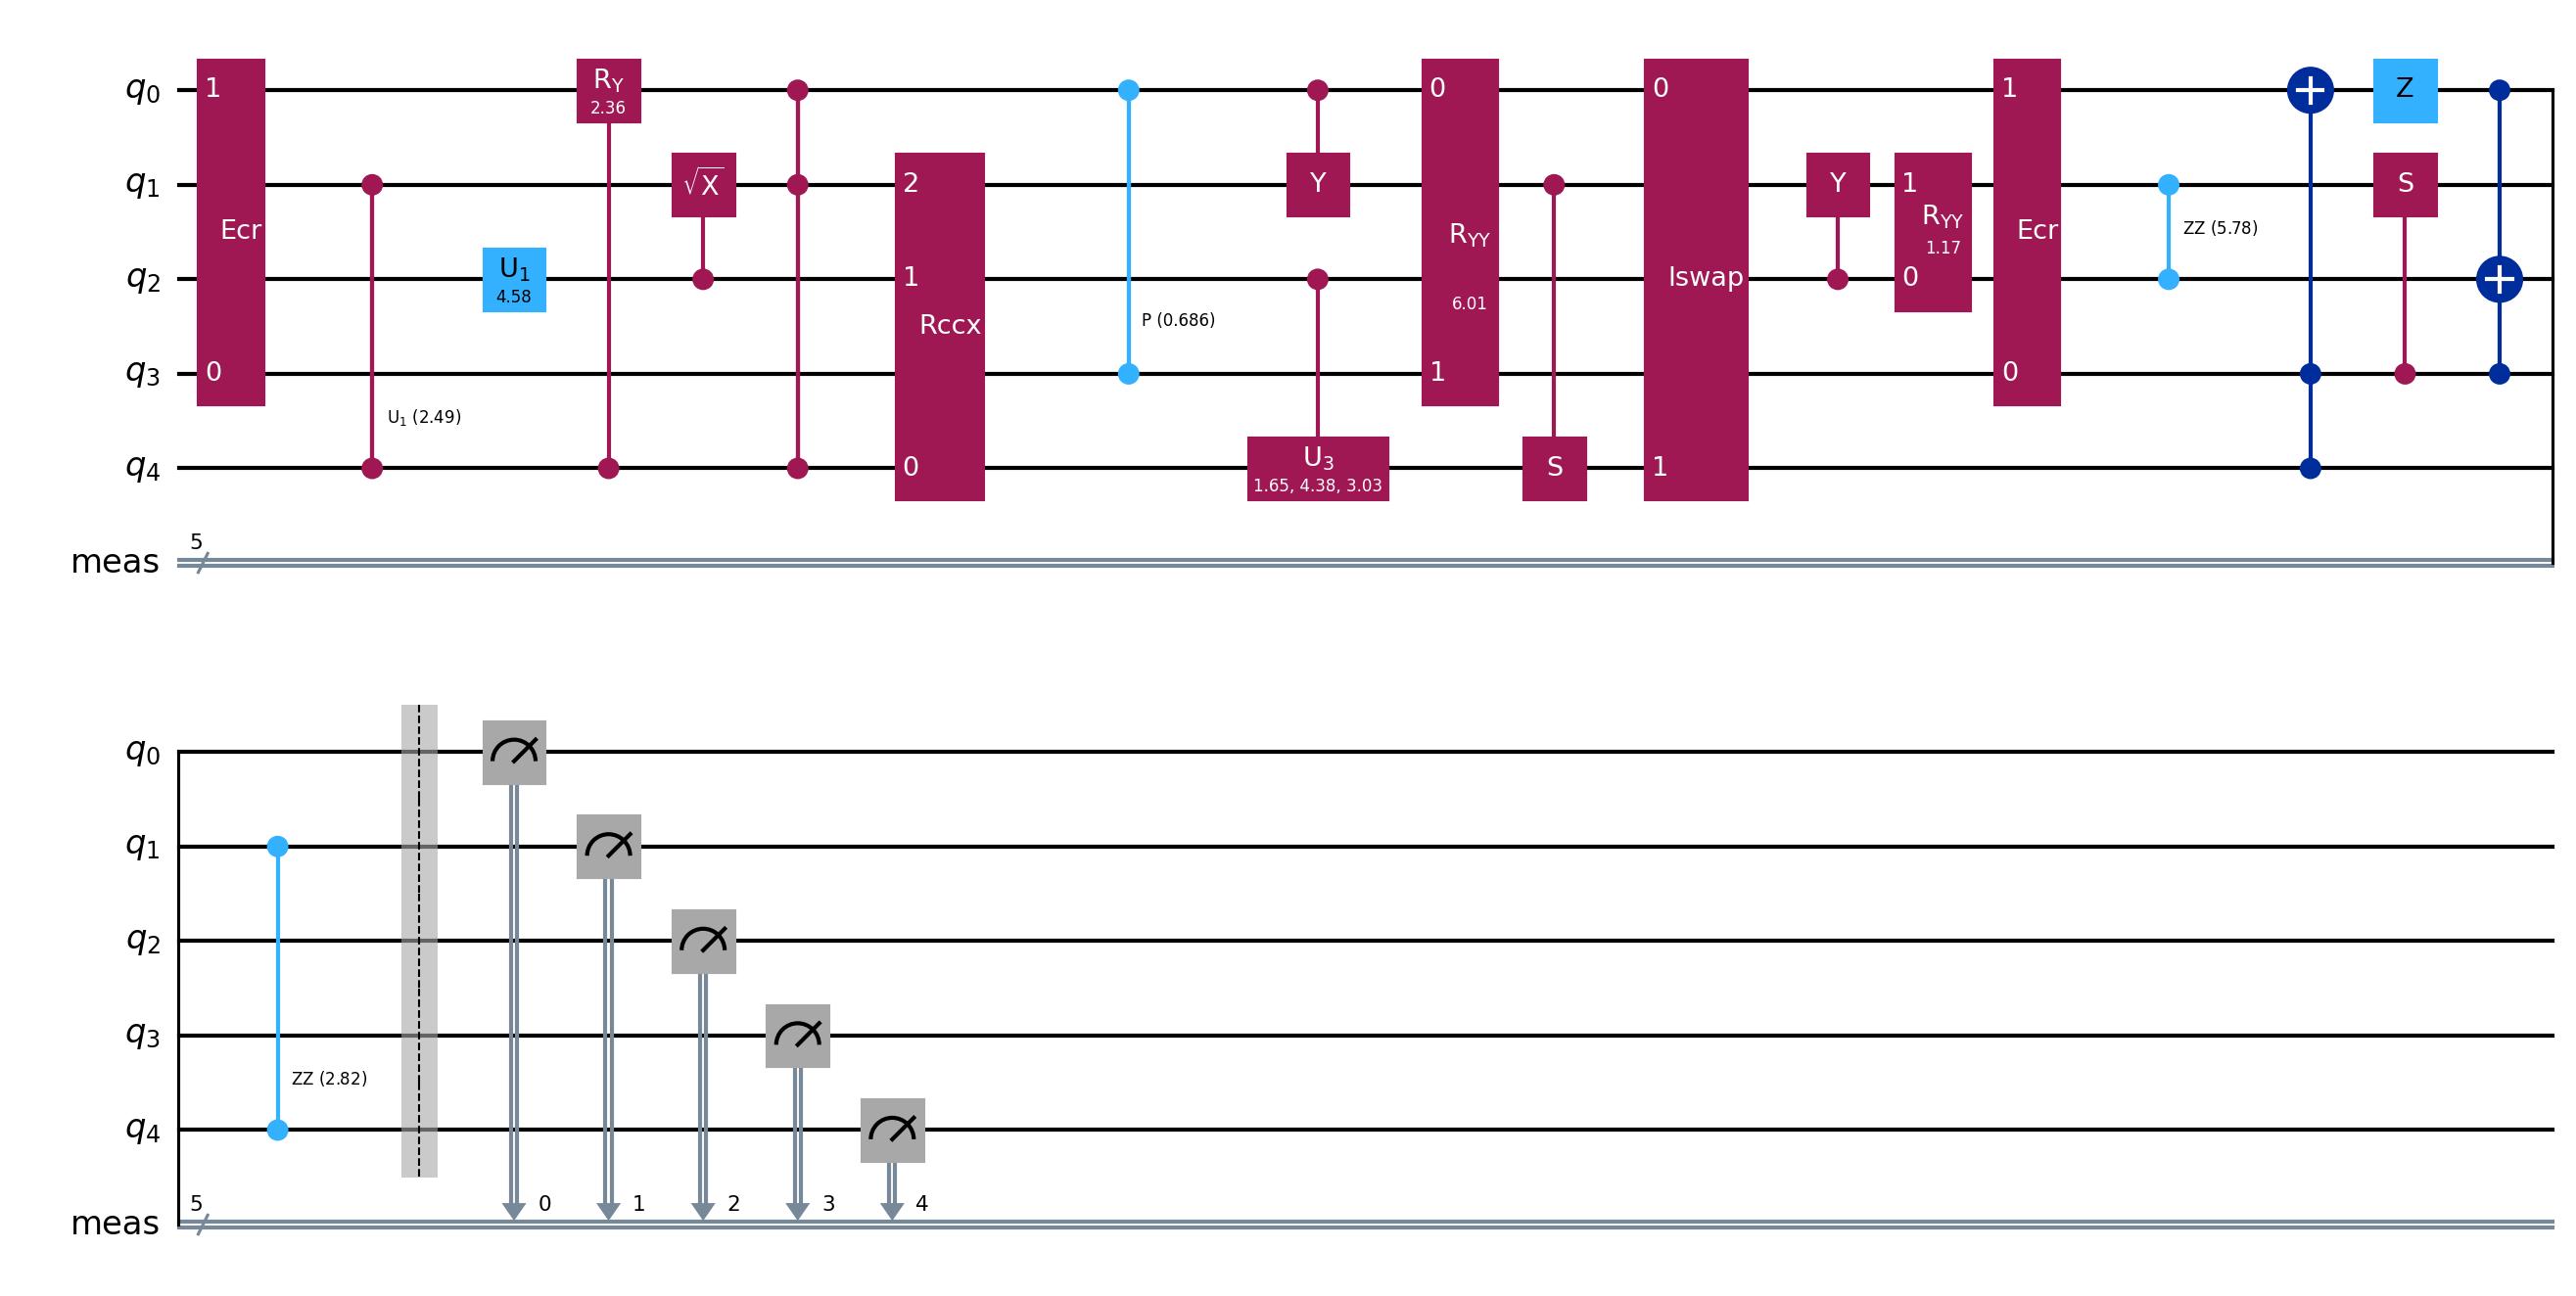 q0 1 RY 2.36 0 0 1 Z
q1 √X 2 Y 1 RYY 1.17 S
Ecr Ecr ZZ (5.78)
q2 U1 4.58 1 RYY Iswap Y 0
Rccx P (0.686) 6.01
q3 0 1 0
U1 (2.49)
q4 0 U3 1.65, 4.38, 3.03 S 1
5
meas
q0
q1
q2
q3
ZZ (2.82)
q4
5 0 1 2 3 4
meas